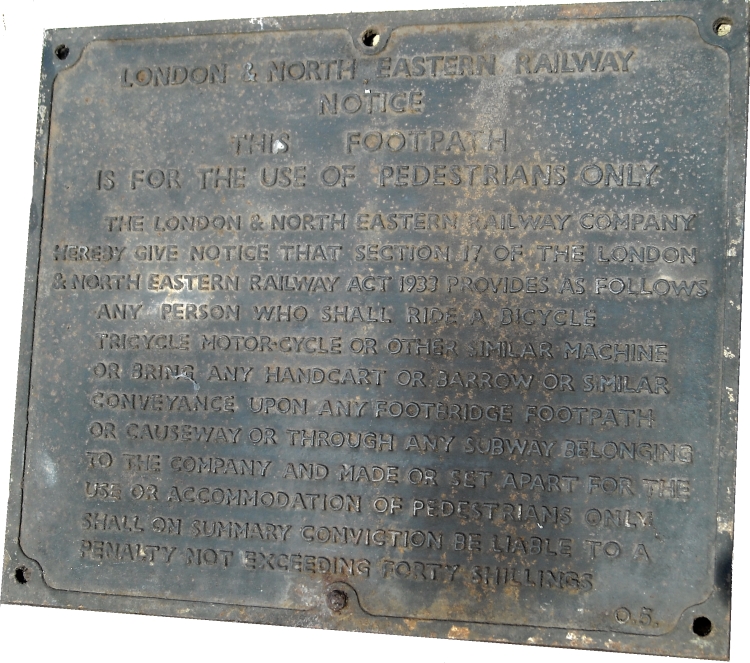 LONDON & NORTH EASTERN RAILWAY
NOTICE
THIS FOOTPATH
IS FOR THE USE OF PEDESTRIANS ONLY
THE LONDON & NORTH EASTERN RAILWAY COMPANY
HEREBY GIVE NOTICE THAT SECTION 17 OF THE LONDON
& NORTH EASTERN RAILWAY ACT 1933 PROVIDES AS FOLLOWS
ANY PERSON WHO SHALL RIDE A BICYCLE
TRICYCLE MOTOR-CYCLE OR OTHER SIMILAR MACHINE
OR BRING ANY HANDCART OR BARROW OR SIMILAR
CONVEYANCE UPON ANY FOOTBRIDGE FOOTPATH
OR CAUSEWAY OR THROUGH ANY SUBWAY BELONGING
TO THE COMPANY AND MADE OR SET APART FOR THE
USE OR ACCOMMODATION OF PEDESTRIANS ONLY
SHALL ON SUMMARY CONVICTION BE LIABLE TO A
PENALTY NOT EXCEEDING FORTY SHILLINGS